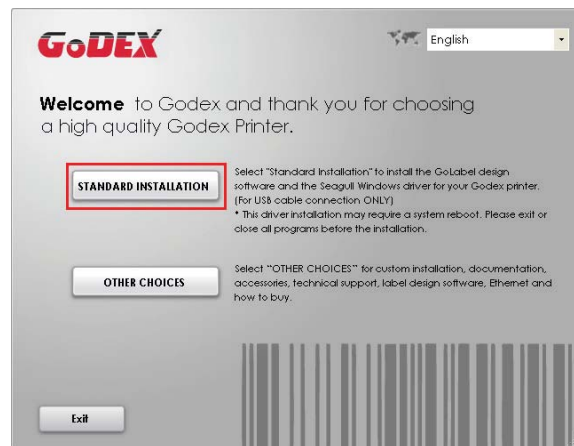 GoDEX
English
Welcome to Godex and thank you for choosing
a high quality Godex Printer.
STANDARD INSTALLATION
Select "Standard Installation" to install the GoLabel design
software and the Seagull Windows driver for your Godex printer.
(For USB cable connection ONLY)
* This driver installation may require a system reboot. Please exit or
close all programs before the installation.
OTHER CHOICES
Select "OTHER CHOICES" for custom installation, documentation,
accessories, technical support, label design software, Ethernet and
how to buy.
Exit